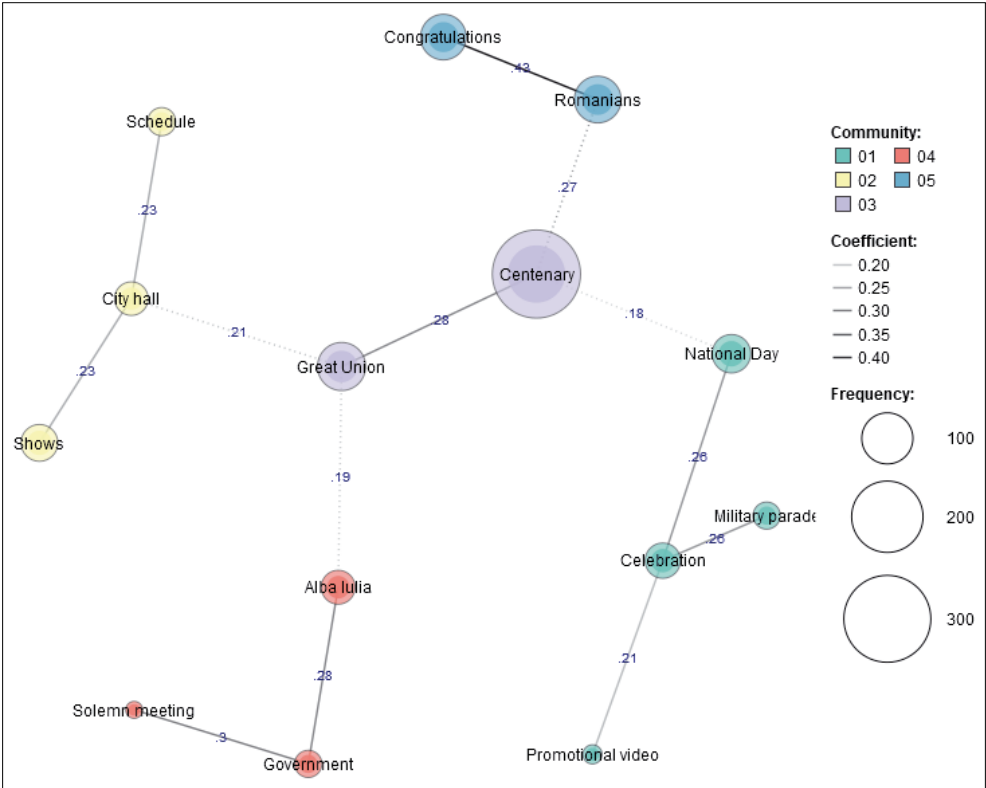 Congratulations
.43
Romanians
Schedule
.23
.27
Centenary
City hall
.21
.28
.18
Great Union
National Day
.23
Shows
.19
.26
Military parade
.26
Celebration
Alba Iulia
.21
.28
Solemn meeting
.3
Government
Promotional video
Community:
01 04
02 05
03
Coefficient:
0.20
0.25
0.30
0.35
0.40
Frequency:
100
200
300